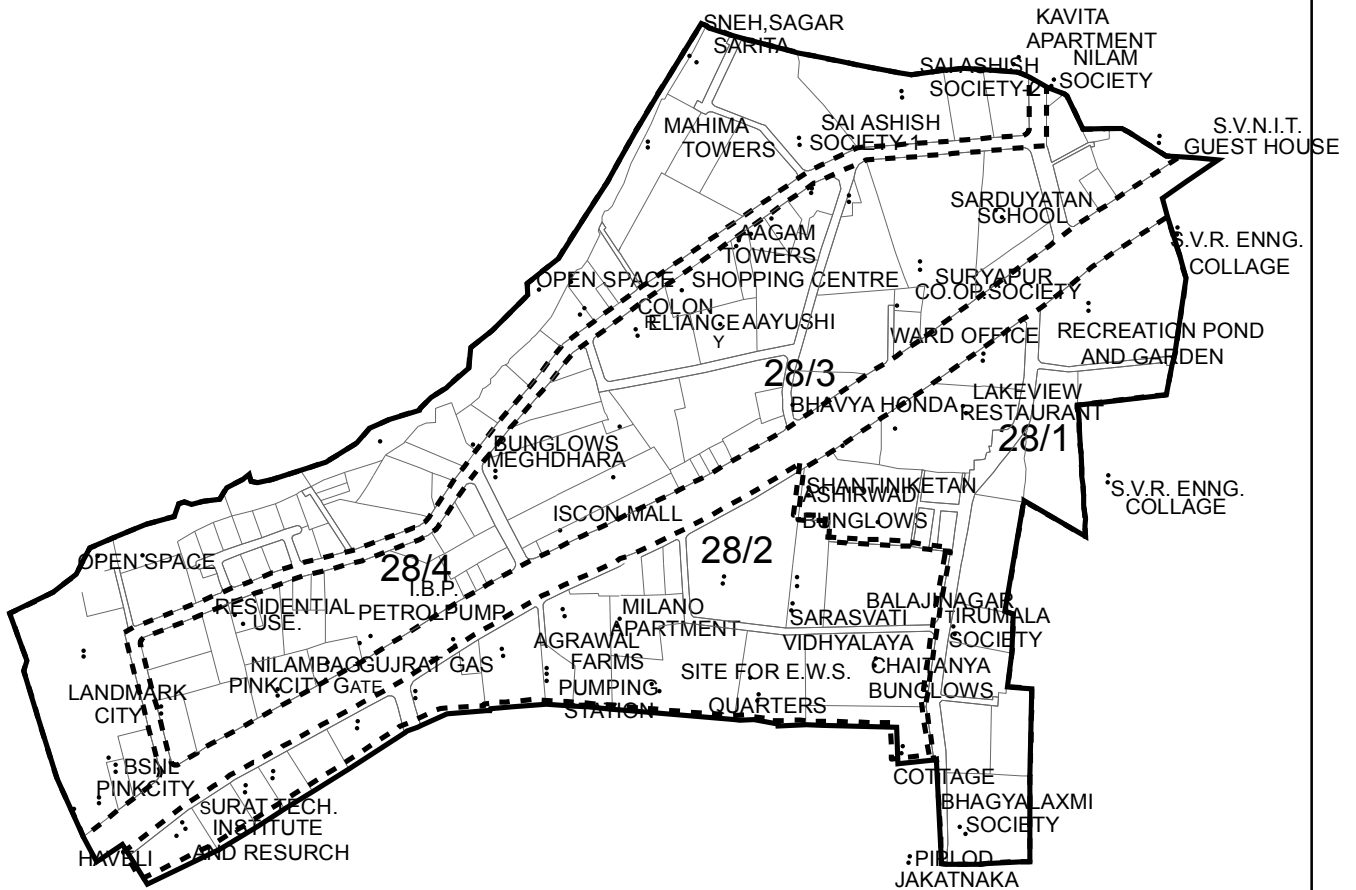 SNEH,SAGAR
SARITA
KAVITA
APARTMENT
NILAM
SOCIETY
SAI ASHISH
SOCIETY-2
MAHIMA
TOWERS
SAI ASHISH
SOCIETY-1
S.V.N.I.T.
GUEST HOUSE
SARDUYATAN
SCHOOL
AAGAM
TOWERS
SHOPPING CENTRE
S.V.R. ENNG.
COLLAGE
OPEN SPACE
SURYAPUR
CO.OP.SOCIETY
COLON
Y
RELIANCE
AAYUSHI
WARD OFFICE
RECREATION POND
AND GARDEN
28/3
BHAVYA HONDA
LAKEVIEW
RESTAURANT
28/1
BUNGLOWS
MEGHDHARA
SHANTINIKETAN
ASHIRWAD
BUNGLOWS
S.V.R. ENNG.
COLLAGE
ISCON MALL
28/2
OPEN SPACE
28/4
I.B.P.
PETROLPUMP
RESIDENTIAL
USE.
MILANO
APARTMENT
BALAJINAGAR
SARASVATI
VIDHYALAYA
TIRUMALA
SOCIETY
AGRAWAL
FARMS
NILAMBAG
GUJRAT GAS
PINKCITY GATE
SITE FOR E.W.S.
QUARTERS
CHAITANYA
BUNGLOWS
PUMPING
STATION
LANDMARK
CITY
BSNL
PINKCITY
COTTAGE
SURAT TECH.
INSTITUTE
AND RESURCH
BHAGYALAXMI
SOCIETY
HAVELI
PIPLOD
JAKATNAKA